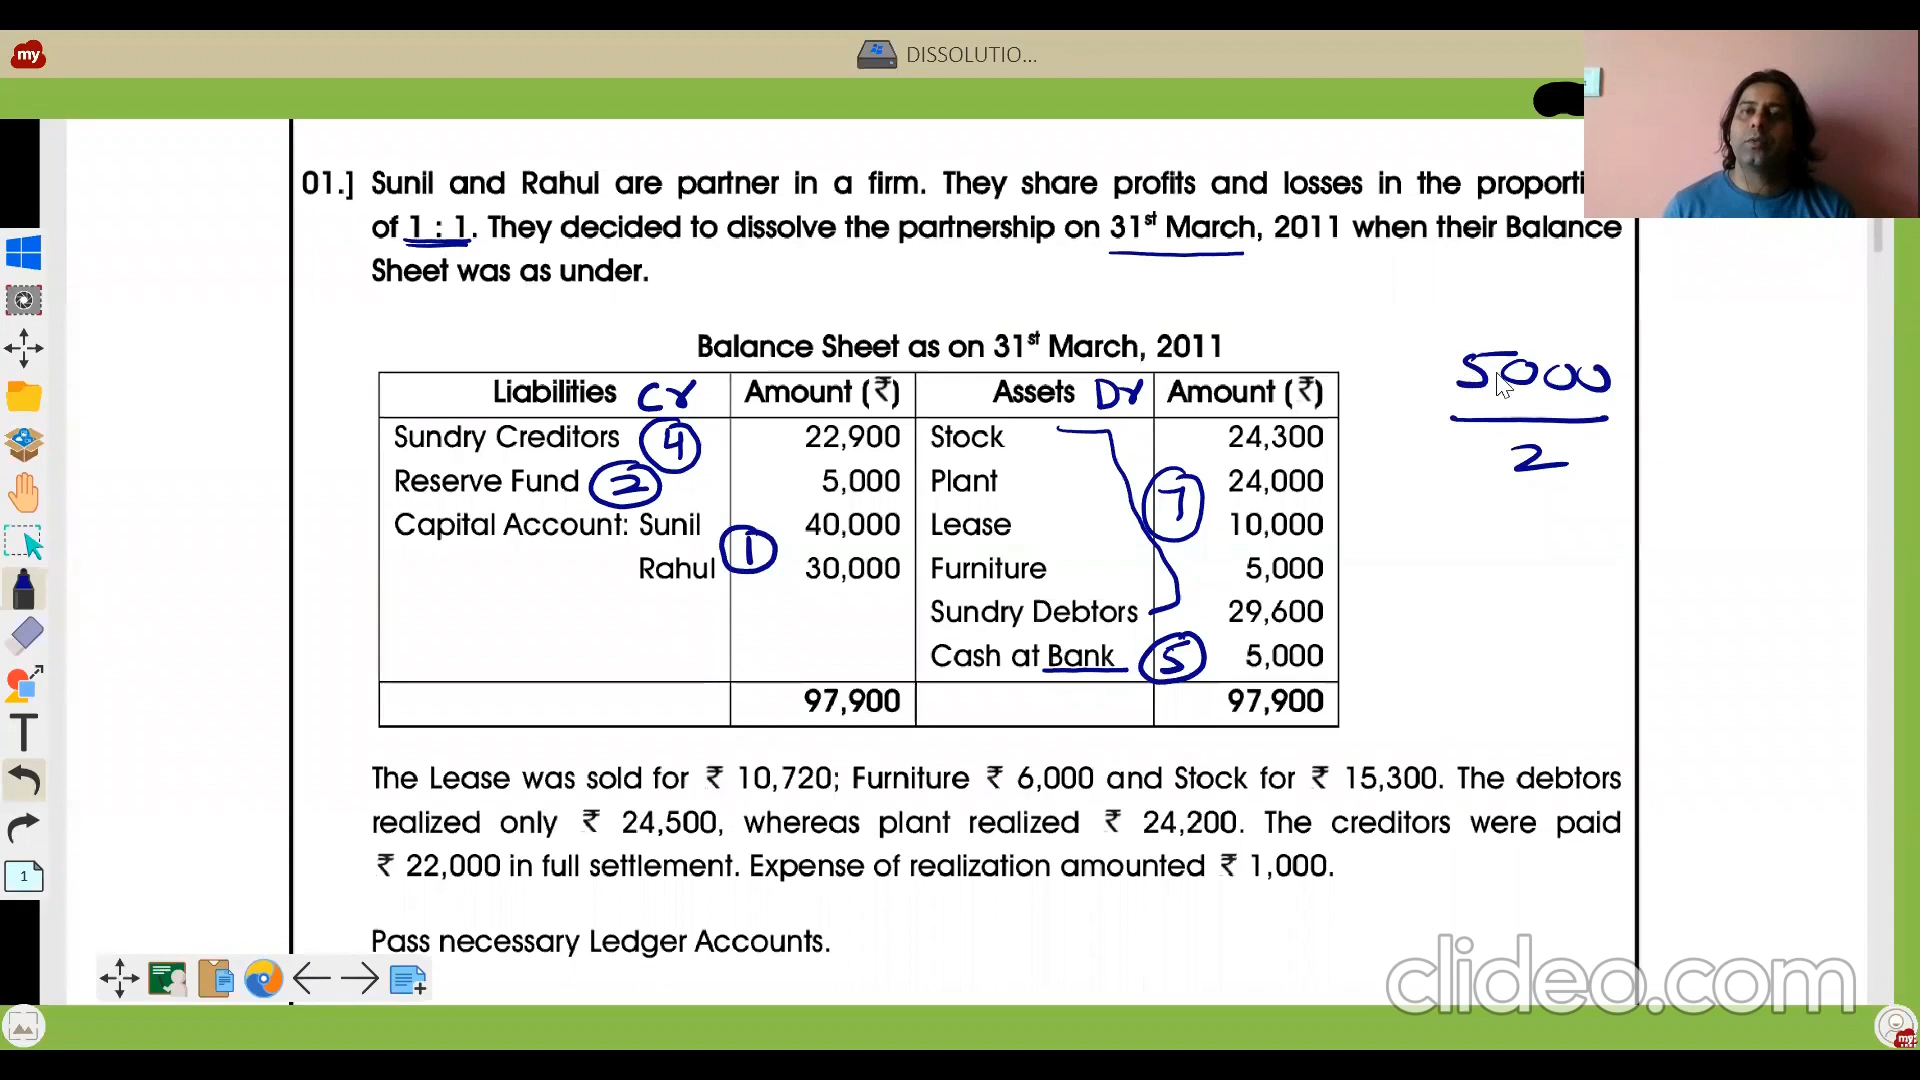 my
DISSOLUTIO...
01.] Sunil and Rahul are partner in a firm. They share profits and losses in the proporti
of 1 : 1. They decided to dissolve the partnership on 31st March, 2011 when their Balance
Sheet was as under.
Balance Sheet as on 31st March, 2011
Liabilities Cr Amount (₹) Assets Dr Amount (₹)
Sundry Creditors 4 22,900 Stock 24,300
Reserve Fund 2 5,000 Plant 7 24,000
Capital Account: Sunil 1 40,000 Lease 10,000
Rahul 30,000 Furniture 5,000
Sundry Debtors 29,600
Cash at Bank 5 5,000
97,900 97,900
5000
2
The Lease was sold for ₹ 10,720; Furniture ₹ 6,000 and Stock for ₹ 15,300. The debtors
realized only ₹ 24,500, whereas plant realized ₹ 24,200. The creditors were paid
₹ 22,000 in full settlement. Expense of realization amounted ₹ 1,000.
Pass necessary Ledger Accounts.
T
1
clideo.com
my